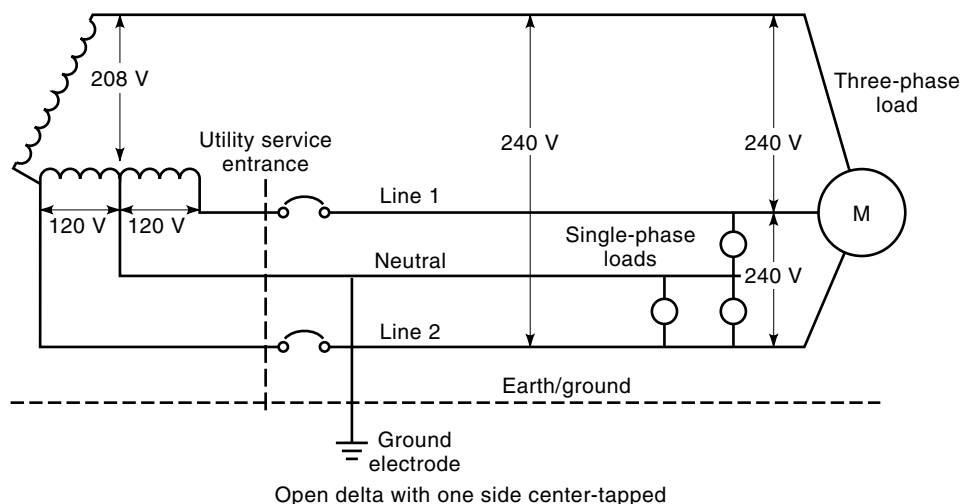 208 V
Three-phase
load
Utility service
entrance
240 V
240 V
120 V
120 V
Line 1
M
Single-phase
loads
Neutral
240 V
Line 2
Earth/ground
Ground
electrode
Open delta with one side center-tapped